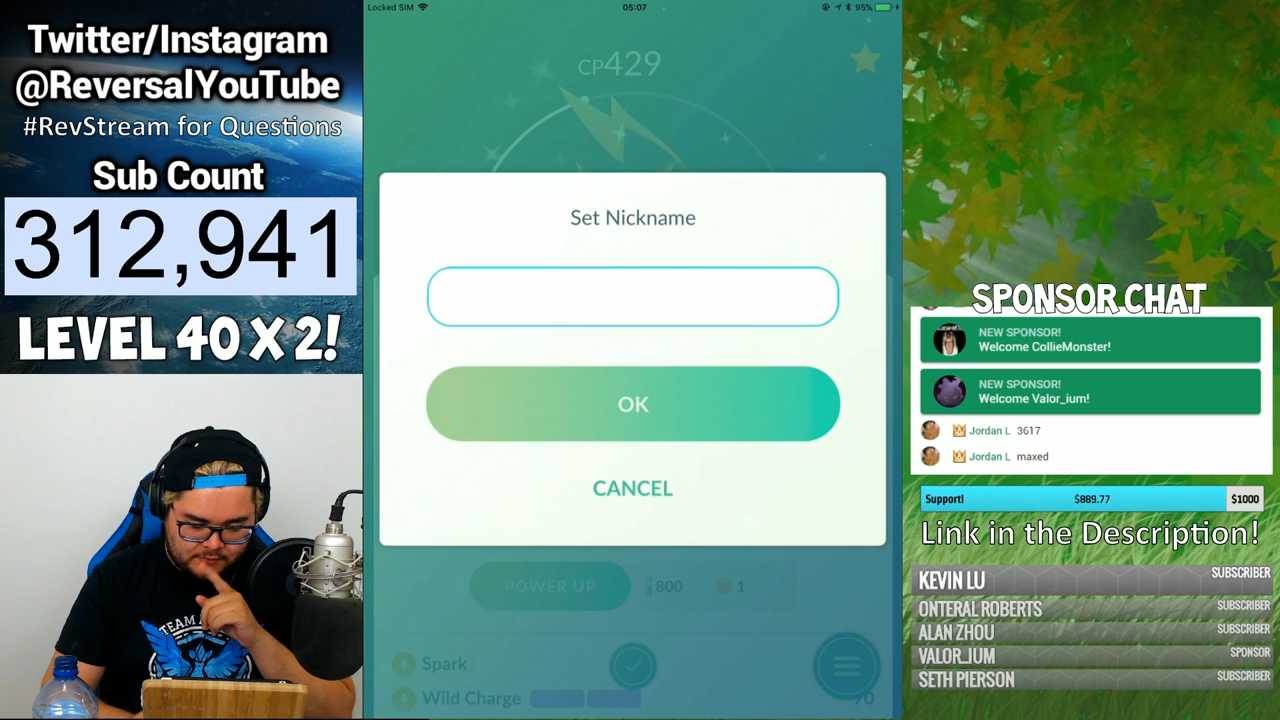 Twitter/Instagram
@ReversalYouTube
#RevStream for Questions
Sub Count
312,941
LEVEL 40 X 2!
TEAM
Locked SIM
05:07
95%
CP429
Set Nickname
OK
CANCEL
POWER UP
800
1
Spark
Wild Charge
90
SPONSOR CHAT
NEW SPONSOR!
Welcome CollieMonster!
NEW SPONSOR!
Welcome Valor_ium!
Jordan L 3617
Jordan L maxed
Support! $889.77 $1000
Link in the Description!
KEVIN LU SUBSCRIBER
ONTERAL ROBERTS SUBSCRIBER
ALAN ZHOU SUBSCRIBER
VALOR_IUM SPONSOR
SETH PIERSON SUBSCRIBER